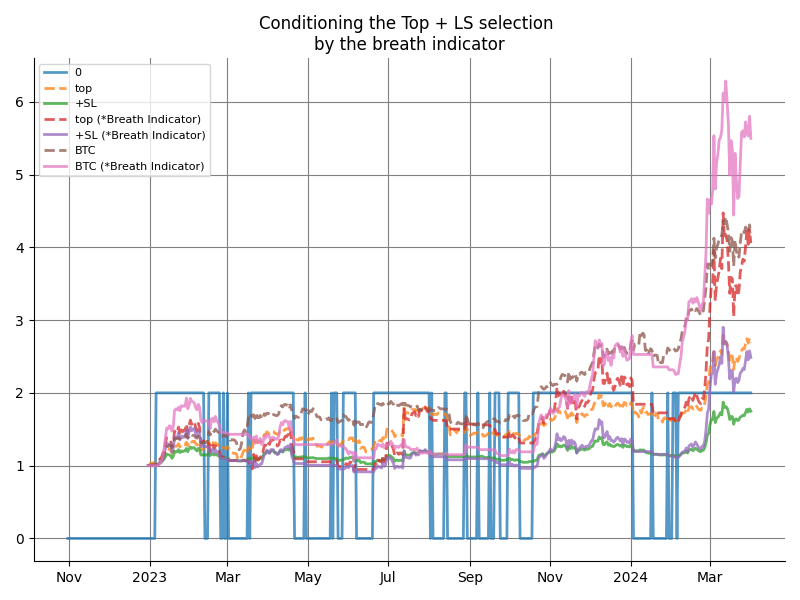 Conditioning the Top + LS selection
by the breath indicator
0
top
+SL
top (*Breath Indicator)
+SL (*Breath Indicator)
BTC
BTC (*Breath Indicator)
6
5
4
3
2
1
0
Nov 2023 Mar May Jul Sep Nov 2024 Mar